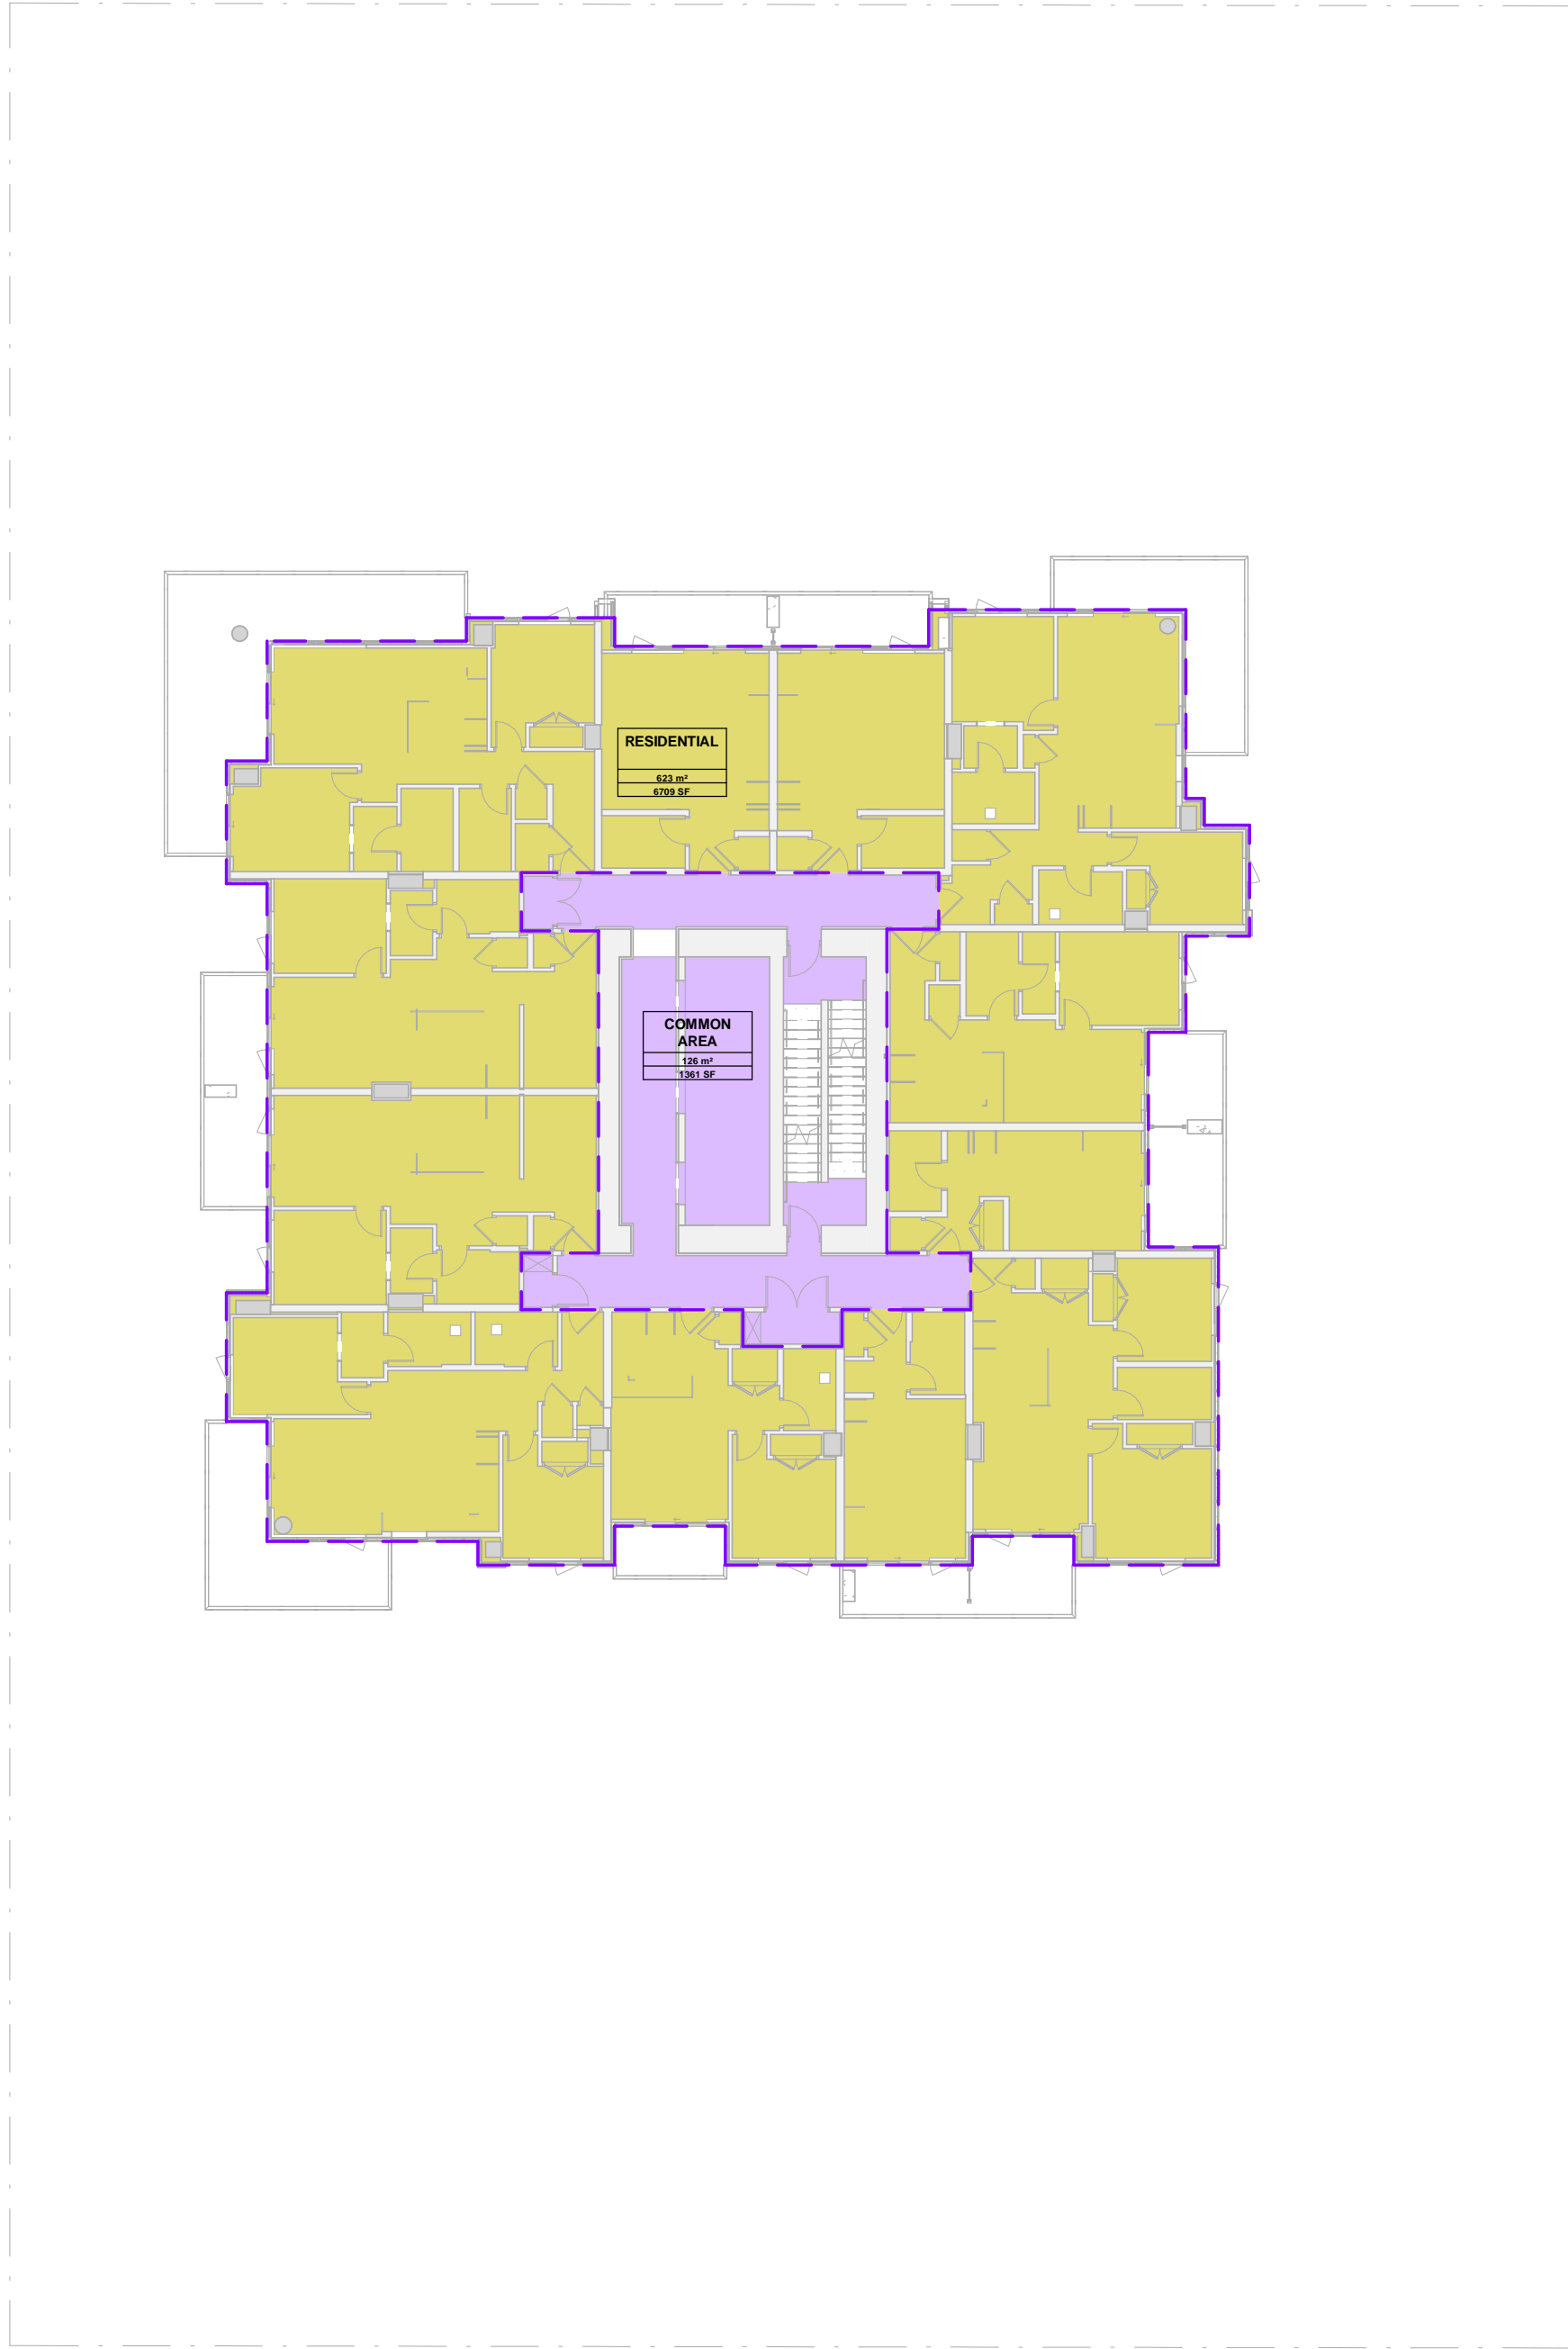 RESIDENTIAL
623 m²
6709 SF
COMMON
AREA
126 m²
1361 SF